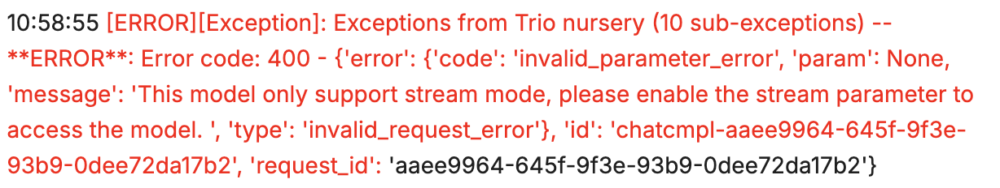 10:58:55 [ERROR][Exception]: Exceptions from Trio nursery (10 sub-exceptions) --
**ERROR**: Error code: 400 - {'error': {'code': 'invalid_parameter_error', 'param': None,
'message': 'This model only support stream mode, please enable the stream parameter to
access the model. ', 'type': 'invalid_request_error'}, 'id': 'chatcmpl-aaee9964-645f-9f3e-
93b9-0dee72da17b2', 'request_id': 'aaee9964-645f-9f3e-93b9-0dee72da17b2'}